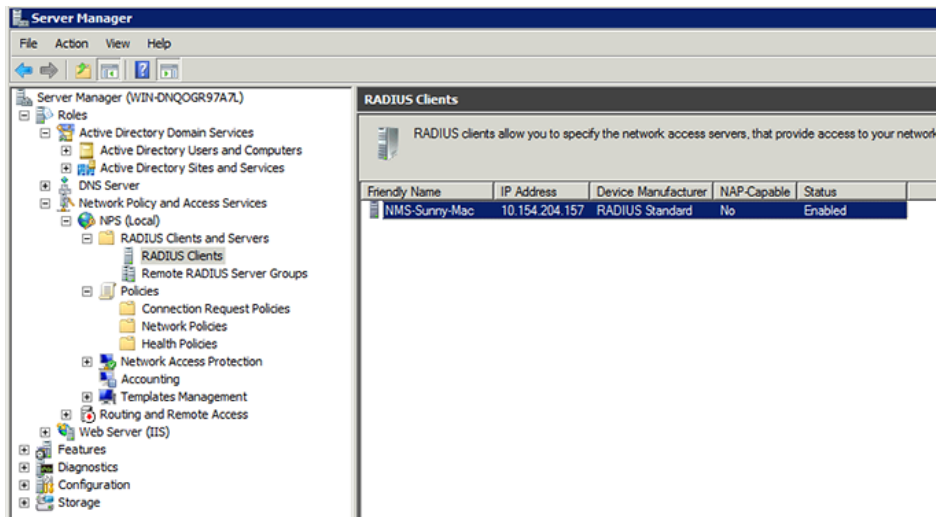 Server Manager
File Action View Help
Server Manager (WIN-DNQOGR97A7L)
Roles
Active Directory Domain Services
Active Directory Users and Computers
Active Directory Sites and Services
DNS Server
Network Policy and Access Services
NPS (Local)
RADIUS Clients and Servers
RADIUS Clients
Remote RADIUS Server Groups
Policies
Connection Request Policies
Network Policies
Health Policies
Network Access Protection
Accounting
Templates Management
Routing and Remote Access
Web Server (IIS)
Features
Diagnostics
Configuration
Storage
RADIUS Clients
RADIUS clients allow you to specify the network access servers, that provide access to your network
Friendly Name IP Address Device Manufacturer NAP-Capable Status
NMS-Sunny-Mac 10.154.204.157 RADIUS Standard No Enabled